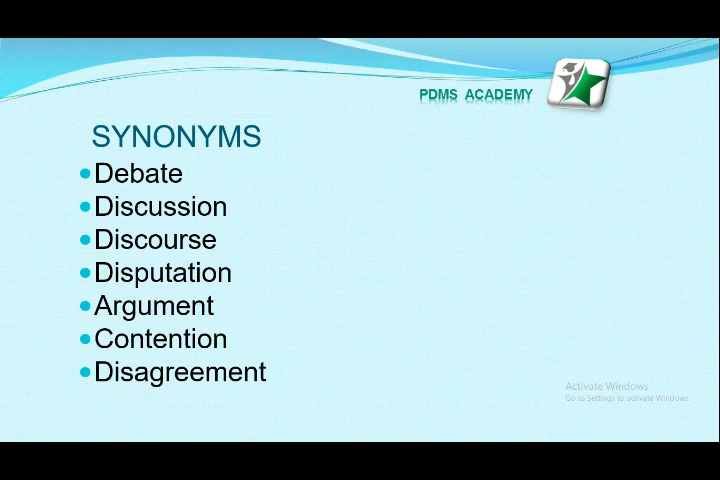 PDMS ACADEMY
SYNONYMS
Debate
Discussion
Discourse
Disputation
Argument
Contention
Disagreement
Activate Windows
Go to Settings to activate Windows.